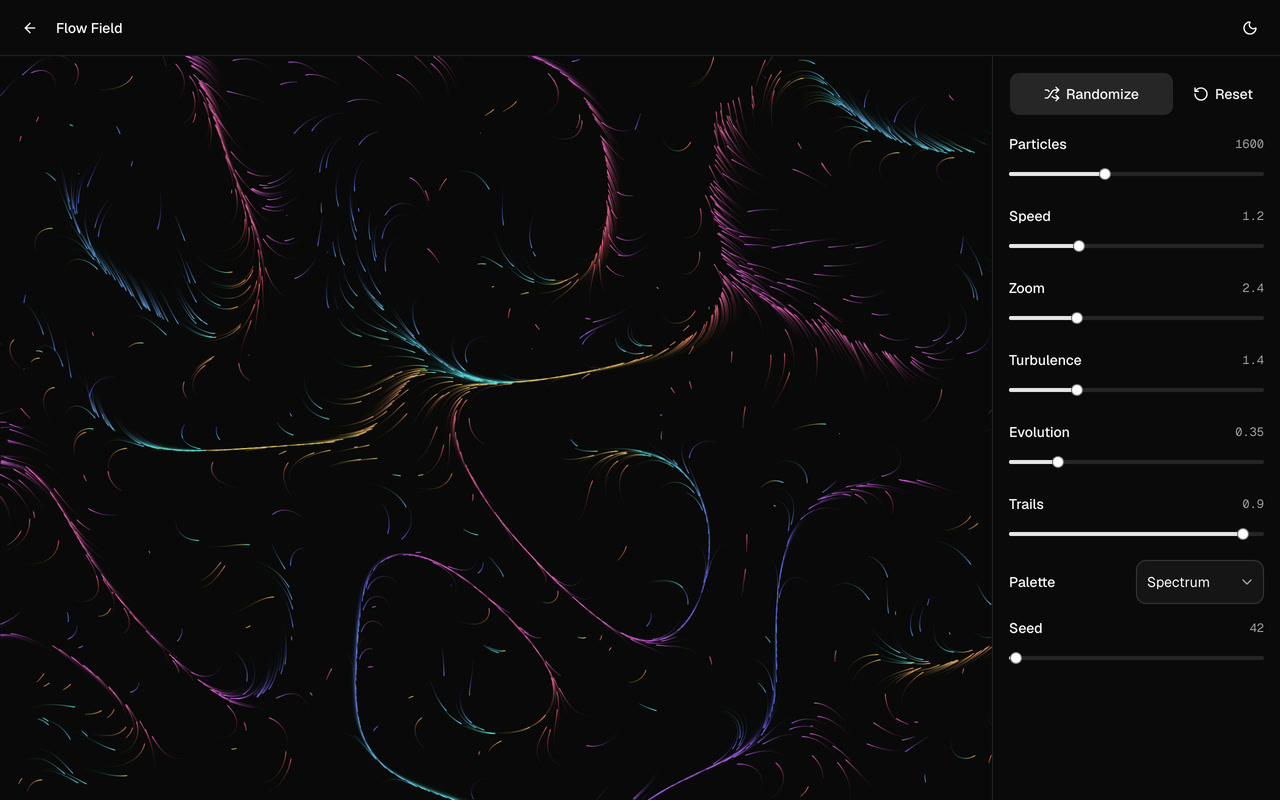 Flow Field
Randomize
Reset
Particles 1600
Speed 1.2
Zoom 2.4
Turbulence 1.4
Evolution 0.35
Trails 0.9
Palette Spectrum
Seed 42